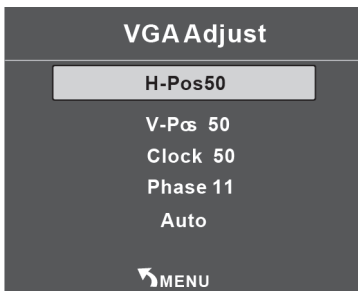 VGA Adjust
H-Pos50
V-Pos 50
Clock 50
Phase 11
Auto
MENU